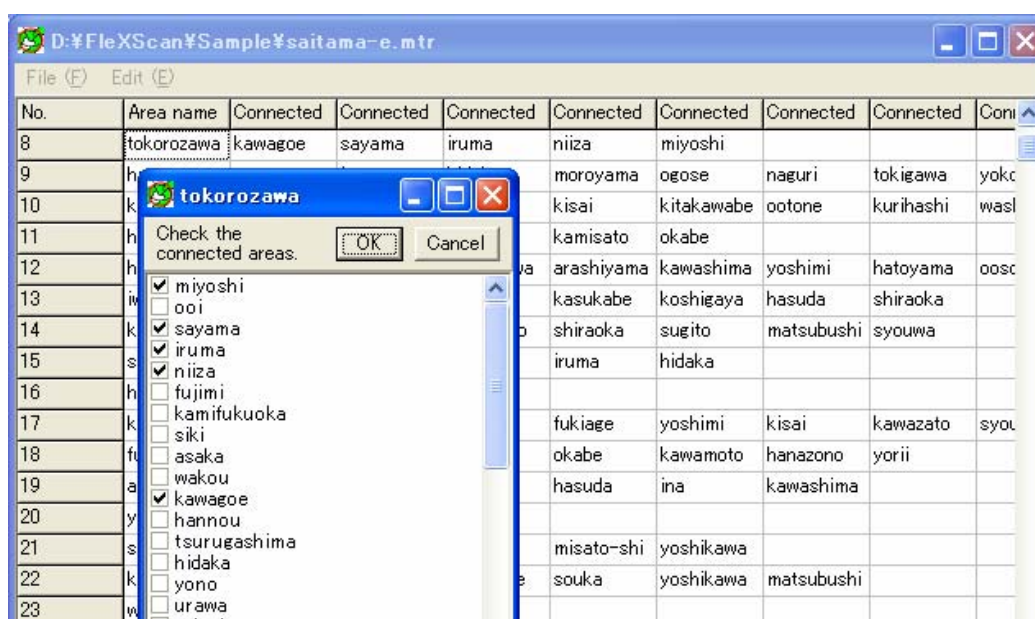 D:¥FleXScan¥Sample¥saitama-e.mtr
File (F) Edit (E)
No. Area name Connected Connected Connected Connected Connected Connected Connected
8 tokorozawa kawagoe sayama iruma niiza miyoshi
9 moroyama ogose naguri tokigawa
10 kisai kitakawabe ootone kurihashi
11 kamisato okabe
12 arashiyama kawashima yoshimi hatoyama
13 kasukabe koshigaya hasuda shiraoka
14 shiraoka sugito matsubushi syouwa
15 iruma hidaka
16
17 fukiage yoshimi kisai kawazato
18 okabe kawamoto hanazono yorii
19 hasuda ina kawashima
20
21 misato-shi yoshikawa
22 souka yoshikawa matsubushi
23
tokorozawa
Check the
connected areas.
OK Cancel
miyoshi
ooi
sayama
iruma
niiza
fujimi
kamifukuoka
siki
asaka
wakou
kawagoe
hannou
tsurugashima
hidaka
yono
urawa